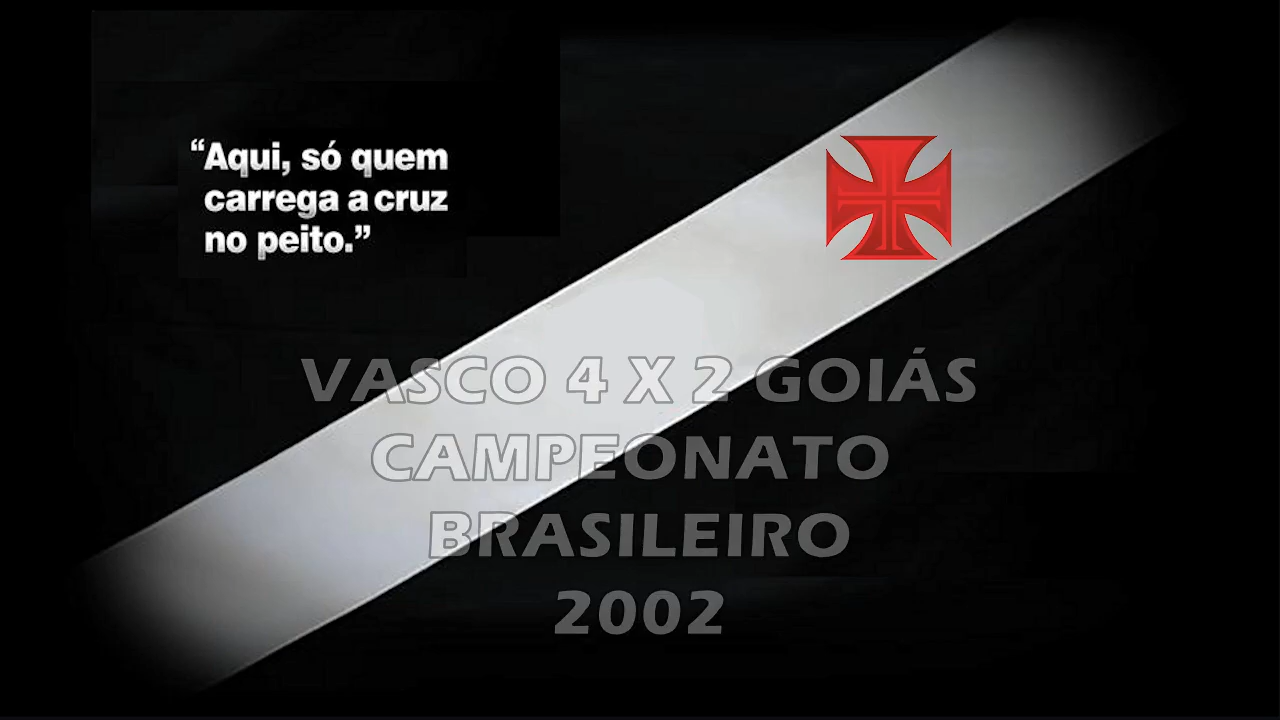 “Aqui, só quem
carrega a cruz
no peito.”
VASCO 4 X 2 GOIÁS
CAMPEONATO
BRASILEIRO
2002